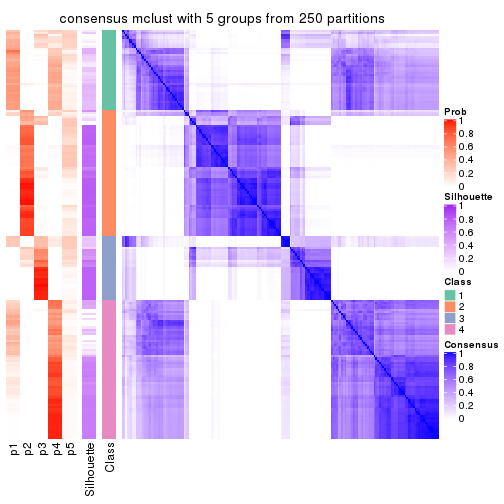 consensus mclust with 5 groups from 250 partitions
Prob
1
0.8
0.6
0.4
0.2
0
Silhouette
1
0.8
0.6
0.4
0.2
0
Class
1
2
3
4
Consensus
1
0.8
0.6
0.4
0.2
0
p1
p2
p3
p4
p5
Silhouette
Class